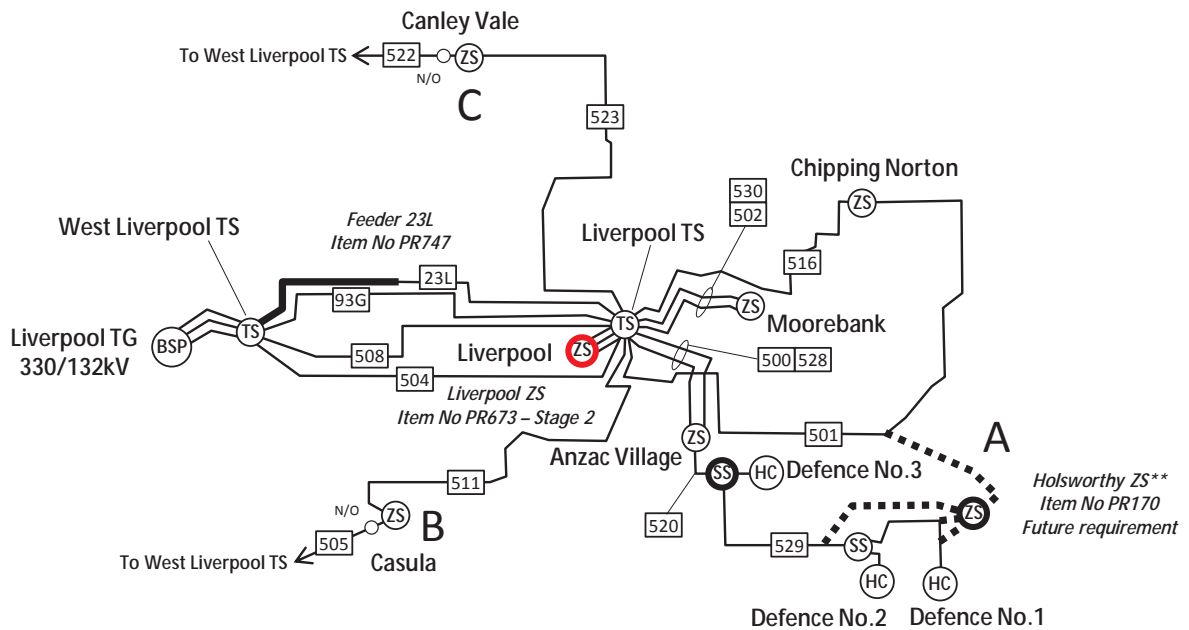 Canley Vale
To West Liverpool TS
522
ZS
N/O
C
523
Chipping Norton
530
502
ZS
West Liverpool TS
Feeder 23L
Item No PR747
Liverpool TS
516
23L
93G
TS
ZS
Moorebank
Liverpool TG
330/132kV
BSP
TS
508
Liverpool
ZS
500 528
504
Liverpool ZS
Item No PR673 – Stage 2
501
A
ZS
Anzac Village
511
SS
HC
Defence No.3
Holsworthy ZS**
Item No PR170
Future requirement
ZS
N/O
ZS
B
520
505
To West Liverpool TS
Casula
529
SS
HC
HC
Defence No.2
Defence No.1